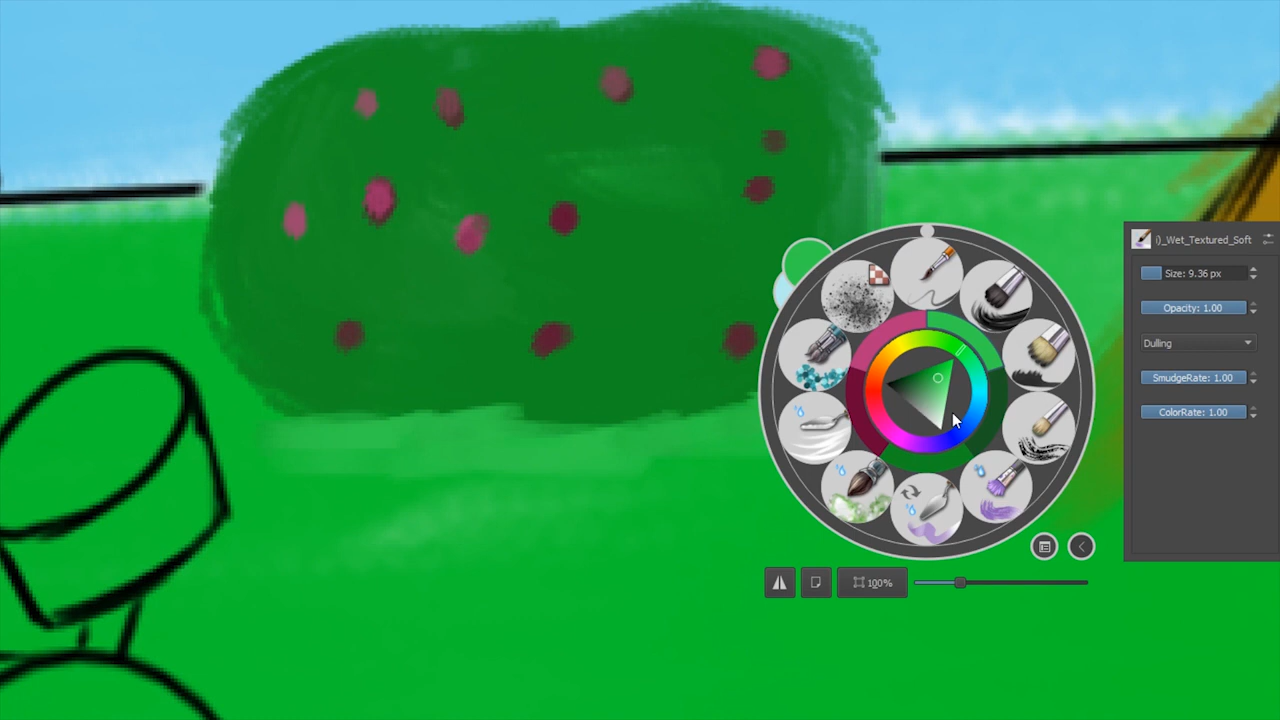 i)_Wet_Textured_Soft
Size: 9.36 px
Opacity: 1.00
Dulling
SmudgeRate: 1.00
ColorRate: 1.00
100%